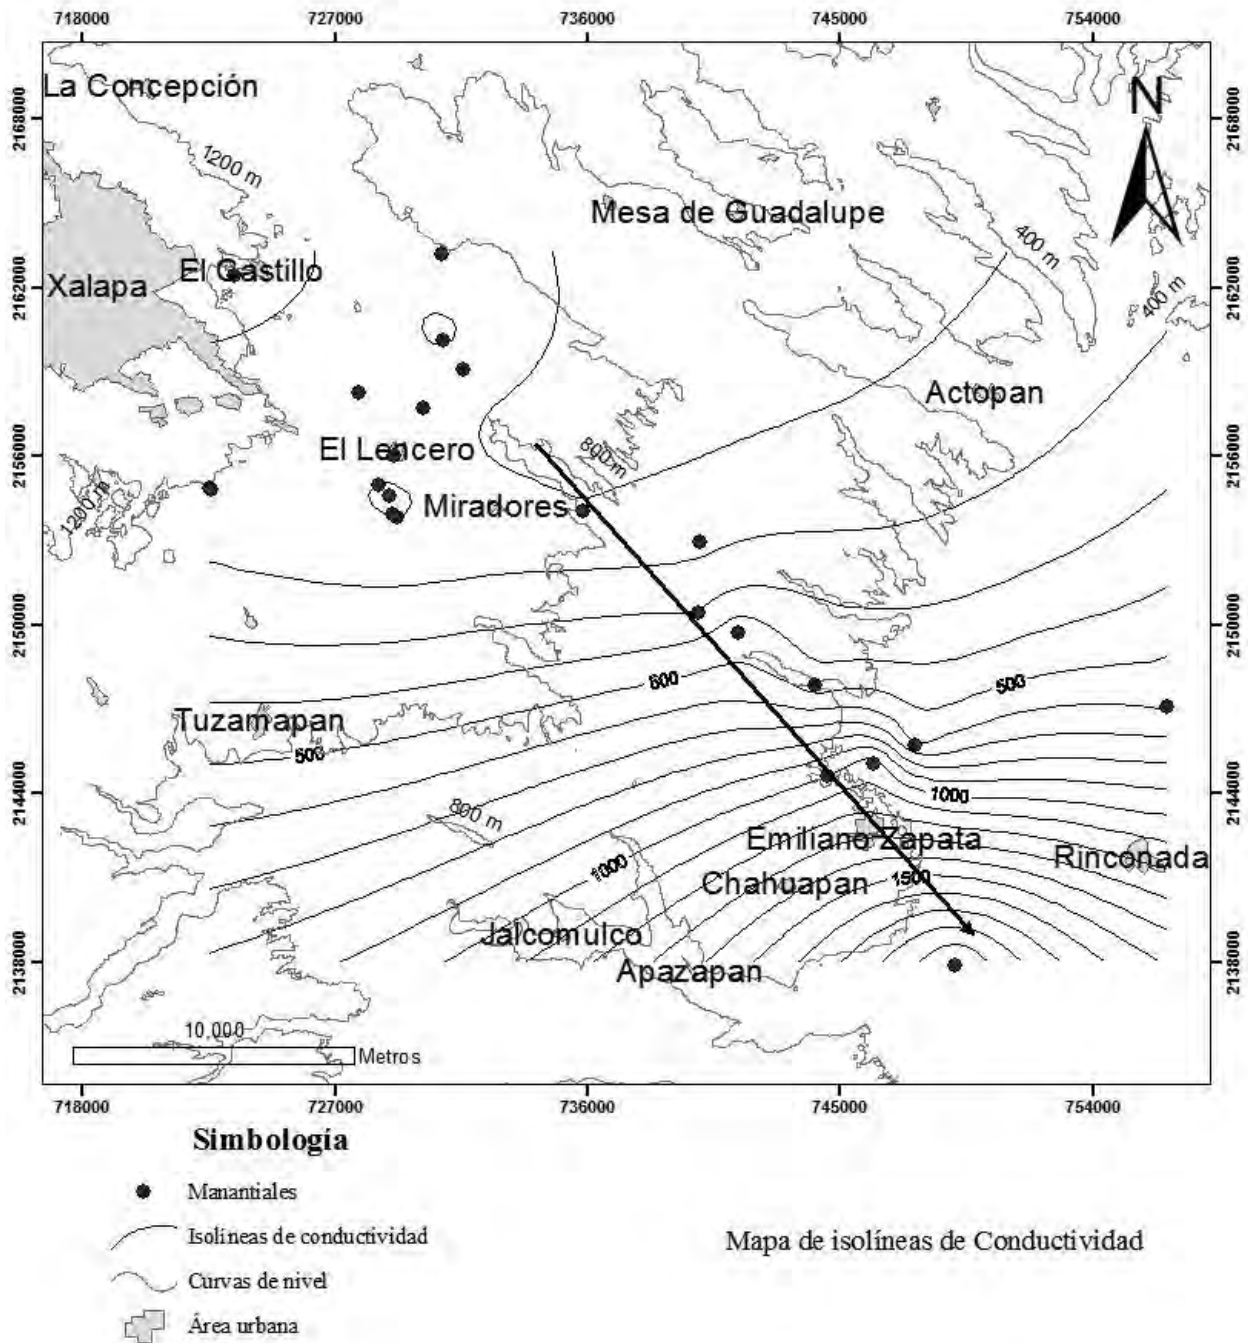 718000 727000 736000 745000 754000
La Concepción
N
2168000
2168000
1200 m
Mesa de Guadalupe
400 m
El Castillo
Xalapa
2162000
2162000
400 m
Actopan
El Lencero
800 m
2156000
2156000
1200 m
Miradores
2150000
2150000
500
500
Tuzamapan
500
2144000
2144000
1000
800 m
Emiliano Zapata
Rinconada
1000
Chahuapan
1500
Jalcomulco
Apazapan
2138000
2138000
10,000
Metros
718000 727000 736000 745000 754000
Simbología
Manantiales
Isolíneas de conductividad
Mapa de isolíneas de Conductividad
Curvas de nivel
Área urbana